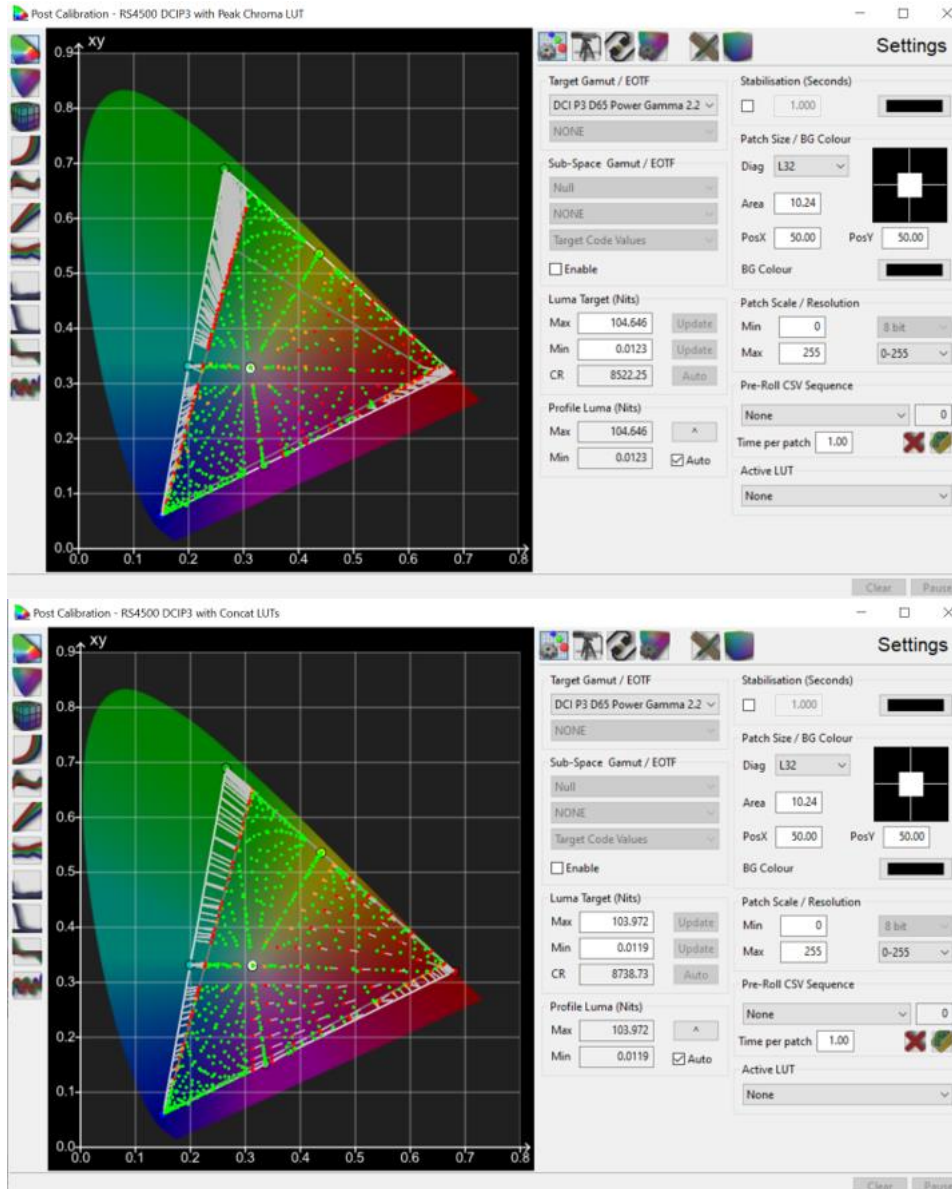 Post Calibration - RS4500 DCIP3 with Peak Chroma LUT
Settings
xy
0.9
0.8
0.7
0.6
0.5
0.4
0.3
0.2
0.1
0.0
0.0 0.1 0.2 0.3 0.4 0.5 0.6 0.7 0.8
Target Gamut / EOTF
DCI P3 D65 Power Gamma 2.2
NONE
Sub-Space Gamut / EOTF
Null
NONE
Target Code Values
Enable
Luma Target (Nits)
Max 104.646 Update
Min 0.0123 Update
CR 8522.25 Auto
Profile Luma (Nits)
Max 104.646 ^
Min 0.0123 Auto
Stabilisation (Seconds)
1.000
Patch Size / BG Colour
Diag L32
Area 10.24
PosX 50.00 PosY 50.00
BG Colour
Patch Scale / Resolution
Min 0 8 bit
Max 255 0-255
Pre-Roll CSV Sequence
None 0
Time per patch 1.00
Active LUT
None
Clear Pause
Post Calibration - RS4500 DCIP3 with Concat LUTs
Settings
xy
0.9
0.8
0.7
0.6
0.5
0.4
0.3
0.2
0.1
0.0
0.0 0.1 0.2 0.3 0.4 0.5 0.6 0.7 0.8
Target Gamut / EOTF
DCI P3 D65 Power Gamma 2.2
NONE
Sub-Space Gamut / EOTF
Null
NONE
Target Code Values
Enable
Luma Target (Nits)
Max 103.972 Update
Min 0.0119 Update
CR 8738.73 Auto
Profile Luma (Nits)
Max 103.972 ^
Min 0.0119 Auto
Stabilisation (Seconds)
1.000
Patch Size / BG Colour
Diag L32
Area 10.24
PosX 50.00 PosY 50.00
BG Colour
Patch Scale / Resolution
Min 0 8 bit
Max 255 0-255
Pre-Roll CSV Sequence
None 0
Time per patch 1.00
Active LUT
None
Clear Pause